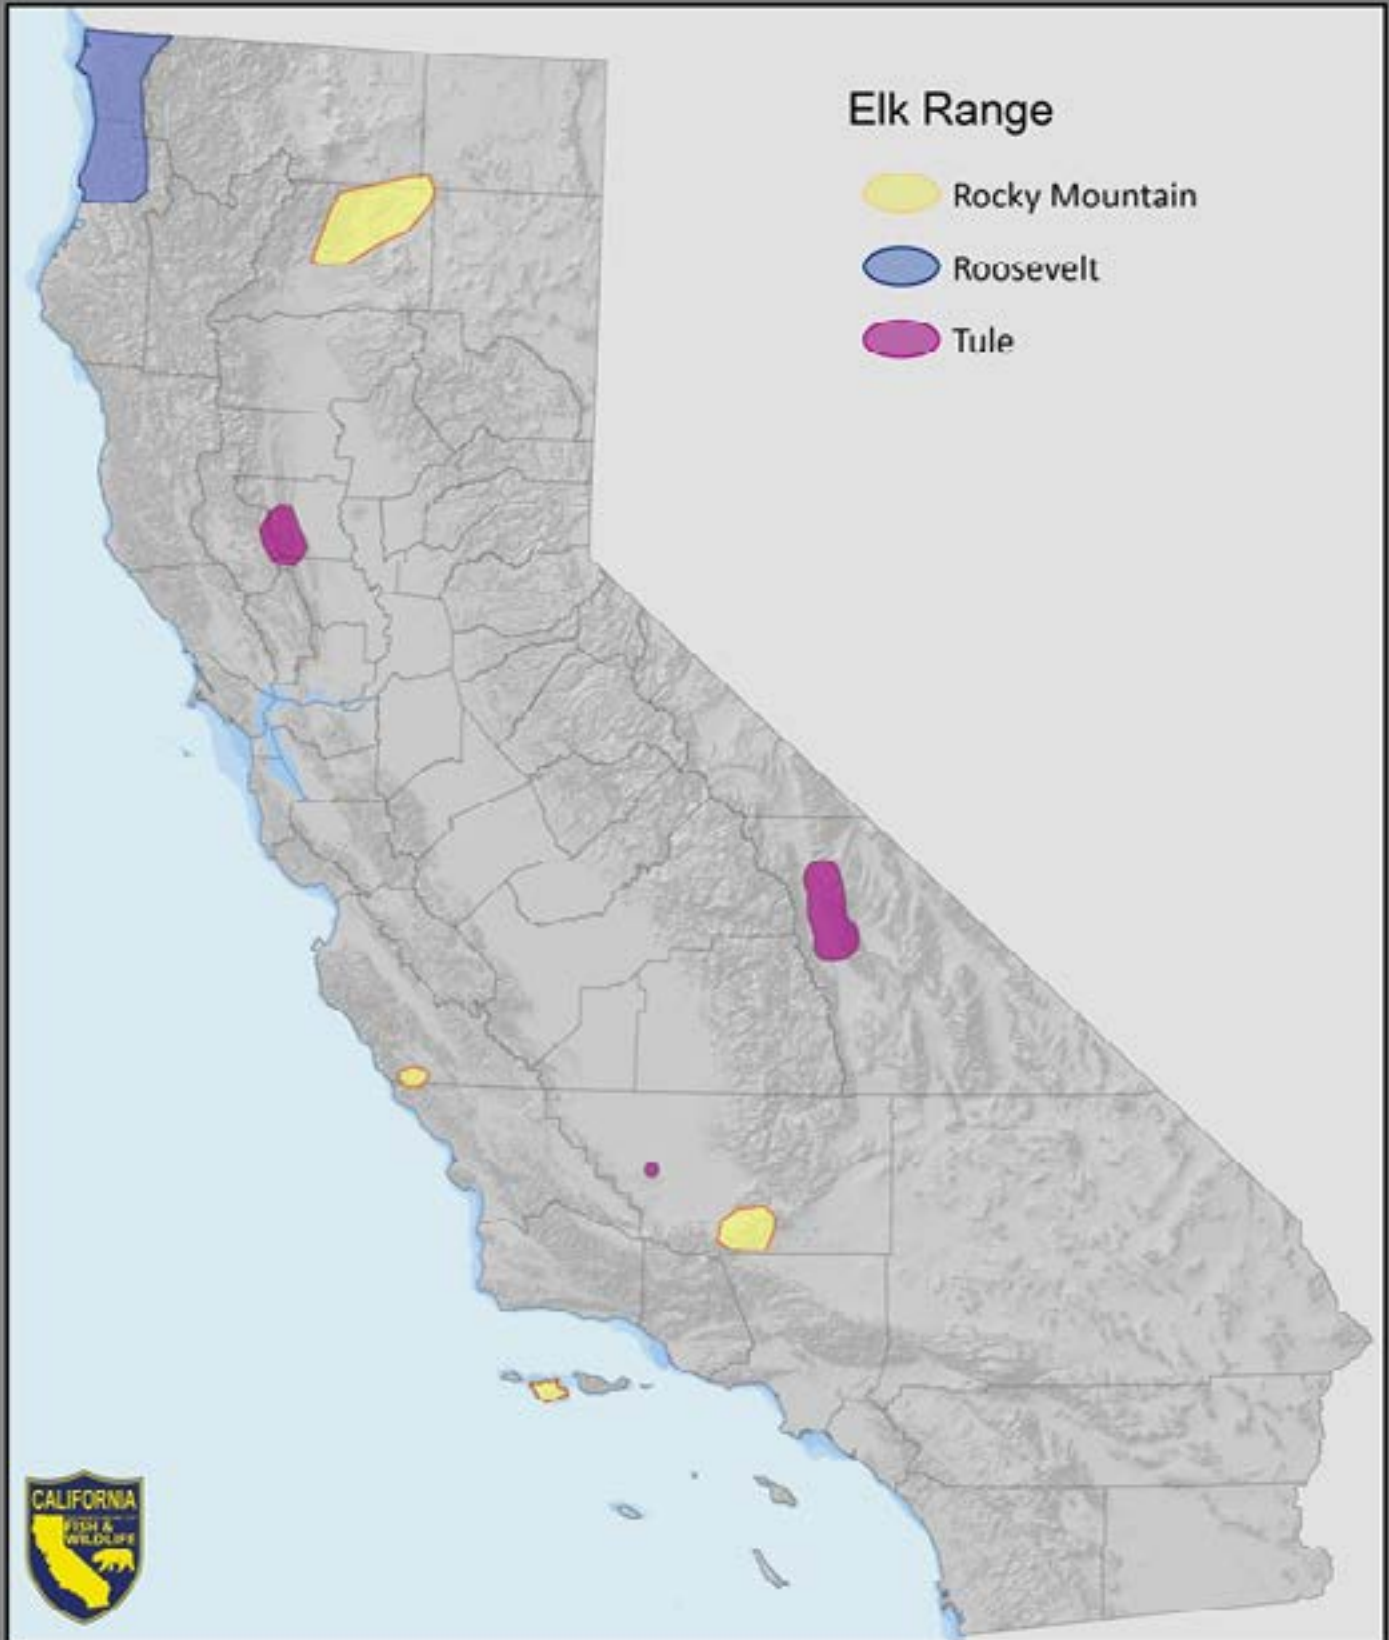 Elk Range
Rocky Mountain
Roosevelt
Tule
CALIFORNIA
FISH &
WILDLIFE